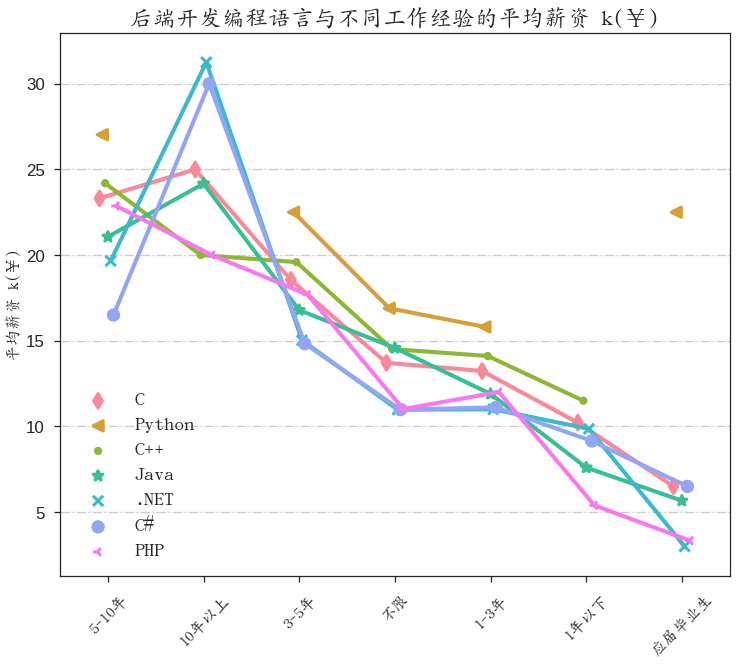 后端开发编程语言与不同工作经验的平均薪资 k(¥)
平均薪资 k(¥)
30
25
20
15
10
5
C
Python
C++
Java
.NET
C#
PHP
5-10年
10年以上
3-5年
不限
1-3年
1年以下
应届毕业生